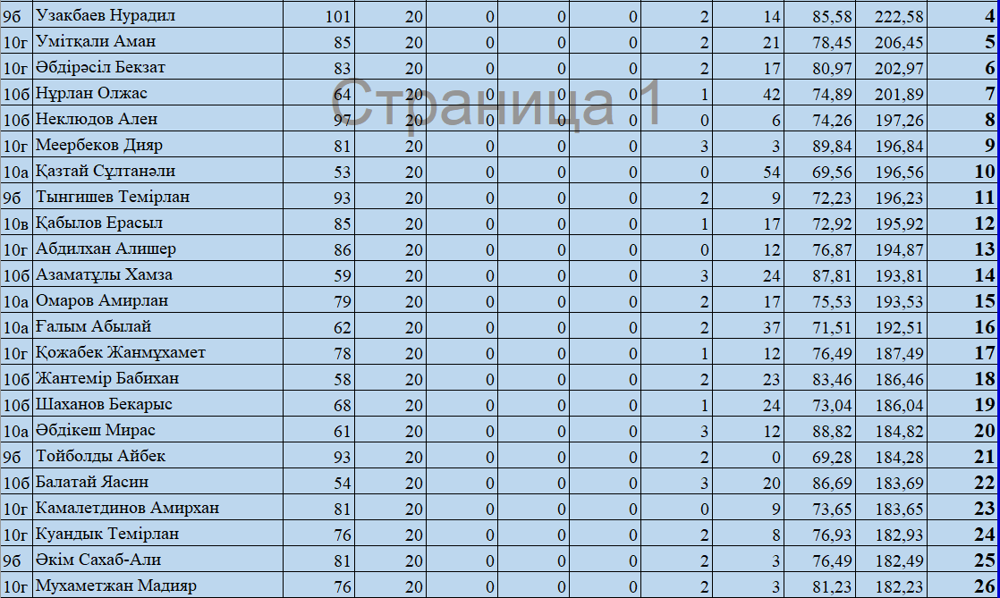 9б Узакбаев Нурадил 101 20 0 0 0 2 14 85,58 222,58 4
10г Умітқали Аман 85 20 0 0 0 2 21 78,45 206,45 5
10г Әбдірәсіл Бекзат 83 20 0 0 0 2 17 80,97 202,97 6
10б Нұрлан Олжас 64 20 0 0 0 1 42 74,89 201,89 7
Страница 1
10б Неклюдов Ален 97 20 0 0 0 0 6 74,26 197,26 8
10г Меербеков Дияр 81 20 0 0 0 3 3 89,84 196,84 9
10а Қазтай Сұлтанәли 53 20 0 0 0 0 54 69,56 196,56 10
9б Тынгишев Темірлан 93 20 0 0 0 2 9 72,23 196,23 11
10в Қабылов Ерасыл 85 20 0 0 0 1 17 72,92 195,92 12
10г Абдилхан Алишер 86 20 0 0 0 0 12 76,87 194,87 13
10б Азаматұлы Хамза 59 20 0 0 0 3 24 87,81 193,81 14
10а Омаров Амирлан 79 20 0 0 0 2 17 75,53 193,53 15
10а Ғалым Абылай 62 20 0 0 0 2 37 71,51 192,51 16
10г Қожабек Жанмұхамет 78 20 0 0 0 1 12 76,49 187,49 17
10б Жантемір Бабихан 58 20 0 0 0 2 23 83,46 186,46 18
10б Шаханов Бекарыс 68 20 0 0 0 1 24 73,04 186,04 19
10а Әбдікеш Мирас 61 20 0 0 0 3 12 88,82 184,82 20
9б Тойболды Айбек 93 20 0 0 0 2 0 69,28 184,28 21
10б Балатай Яасин 54 20 0 0 0 3 20 86,69 183,69 22
10г Камалетдинов Амирхан 81 20 0 0 0 0 9 73,65 183,65 23
10г Куандык Темірлан 76 20 0 0 0 2 8 76,93 182,93 24
9б Әкім Сахаб-Али 81 20 0 0 0 2 3 76,49 182,49 25
10г Мухаметжан Мадияр 76 20 0 0 0 2 3 81,23 182,23 26